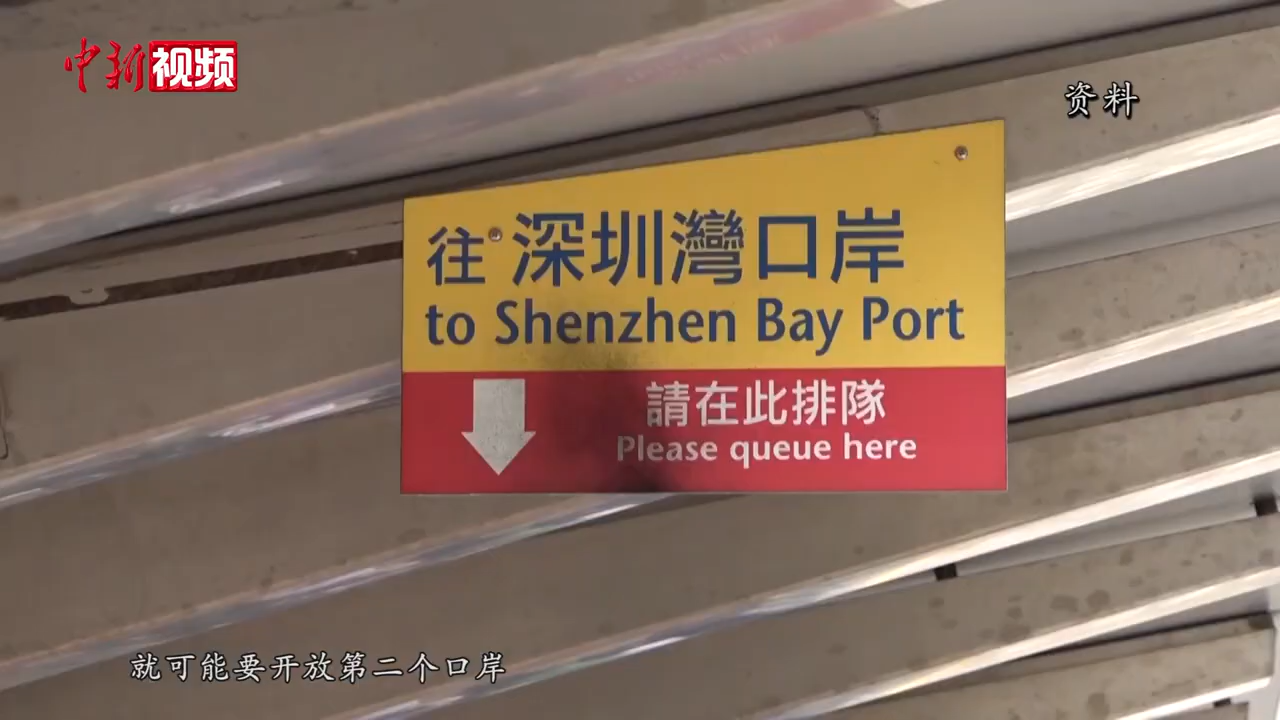 中新视频
资料
往深圳灣口岸
to Shenzhen Bay Port
請在此排隊
Please queue here
就可能要开放第二个口岸